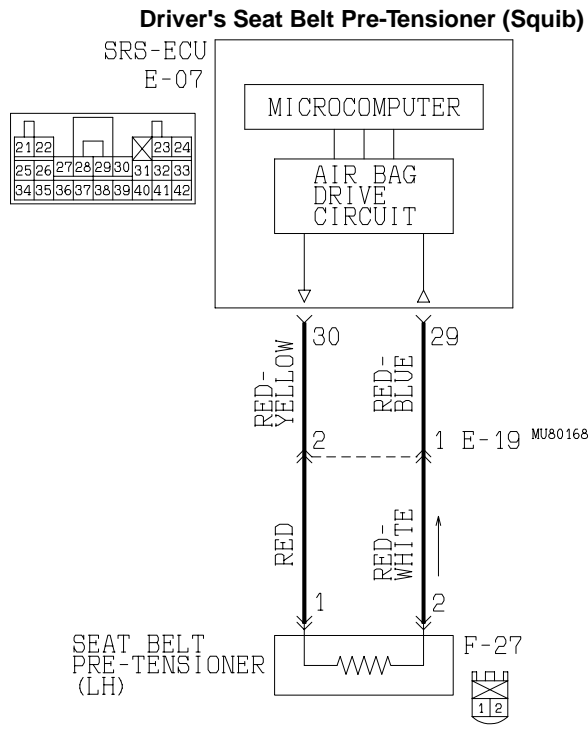 Driver's Seat Belt Pre-Tensioner (Squib)
SRS-ECU
E-07
MICROCOMPUTER
AIR BAG
DRIVE
CIRCUIT
21 22 23 24
25 26 27 28 29 30 31 32 33
34 35 36 37 38 39 40 41 42
30 29
RED-
YELLOW
RED-
BLUE
2 1 E-19 MU80168
RED
RED-
WHITE
1 2
SEAT BELT
PRE-TENSIONER
(LH)
F-27
1 2